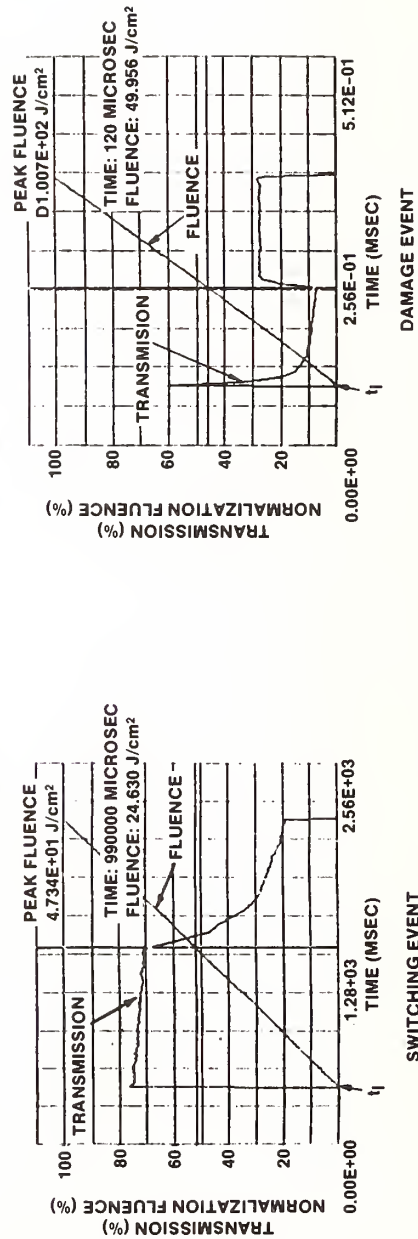 PEAK FLUENCE
4.734E+01 J/cm²
TIME: 990000 MICROSEC
FLUENCE: 24.630 J/cm²
TRANSMISSION
FLUENCE
TRANSMISSION (%)
NORMALIZATION FLUENCE (%)
100
80
60
40
20
0.00E+00
1.28+03
2.56E+03
t_I
TIME (MSEC)
SWITCHING EVENT
PEAK FLUENCE
D1.007E+02 J/cm²
TIME: 120 MICROSEC
FLUENCE: 49.956 J/cm²
TRANSMISION
FLUENCE
TRANSMISSION (%)
NORMALIZATION FLUENCE (%)
100
80
60
40
20
0.00E+00
2.56E-01
5.12E-01
t_I
TIME (MSEC)
DAMAGE EVENT